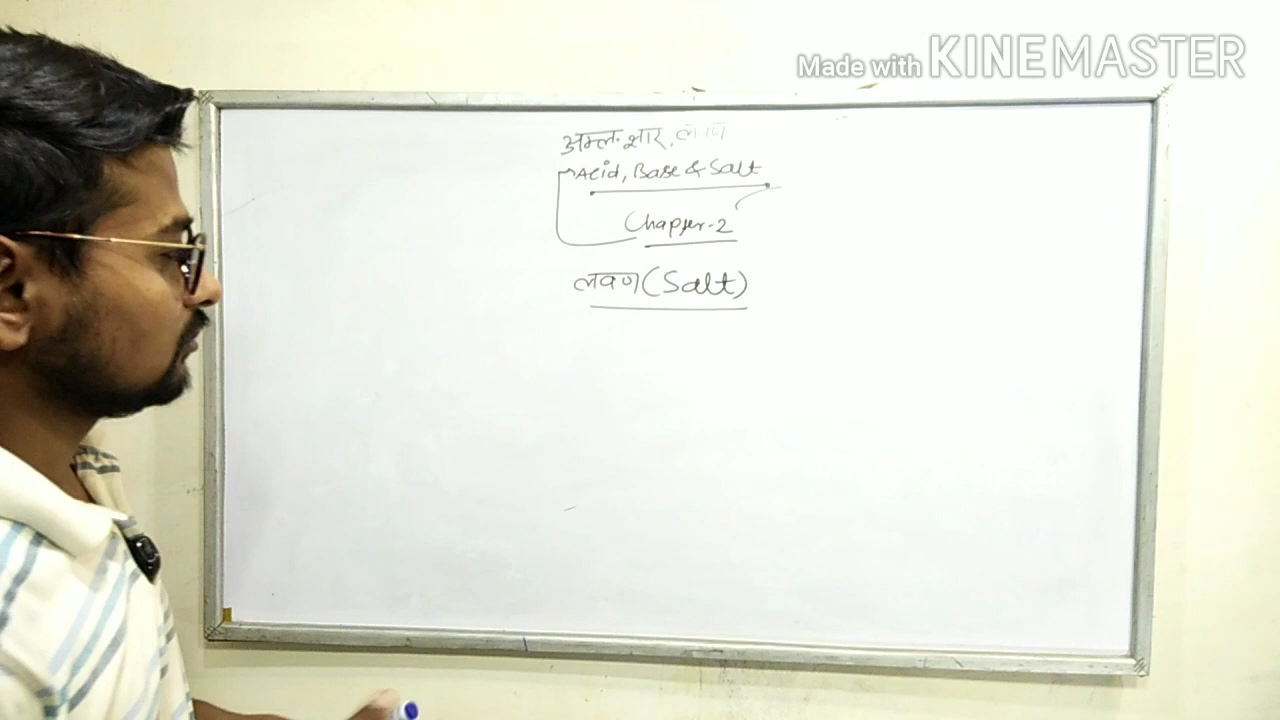 Made with KINEMASTER
अम्ल, क्षार, लवण
Acid, Base & Salt
Chapter-2
लवण (Salt)